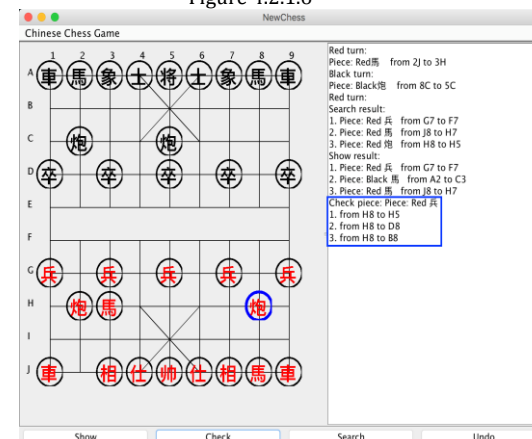 Figure
NewChess
Chinese Chess Game
1 2 3 4 5 6 7 8 9
A 車 馬 象 士 将 士 象 馬 車
B
C 炮 炮
D 卒 卒 卒 卒 卒
E
F
G 兵 兵 兵 兵 兵
H 炮 馬 炮
I
J 車 相 仕 帅 仕 相 馬 車
Red turn:
Piece: Red馬 from 2J to 3H
Black turn:
Piece: Black炮 from 8C to 5C
Red turn:
Search result:
1. Piece: Red 兵 from G7 to F7
2. Piece: Red 馬 from J8 to H7
3. Piece: Red 炮 from H8 to H5
Show result:
1. Piece: Red 兵 from G7 to F7
2. Piece: Black 馬 from A2 to C3
3. Piece: Red 馬 from J8 to H7
Check piece: Piece: Red 兵
1. from H8 to H5
2. from H8 to D8
3. from H8 to B8
Show Check Search Undo